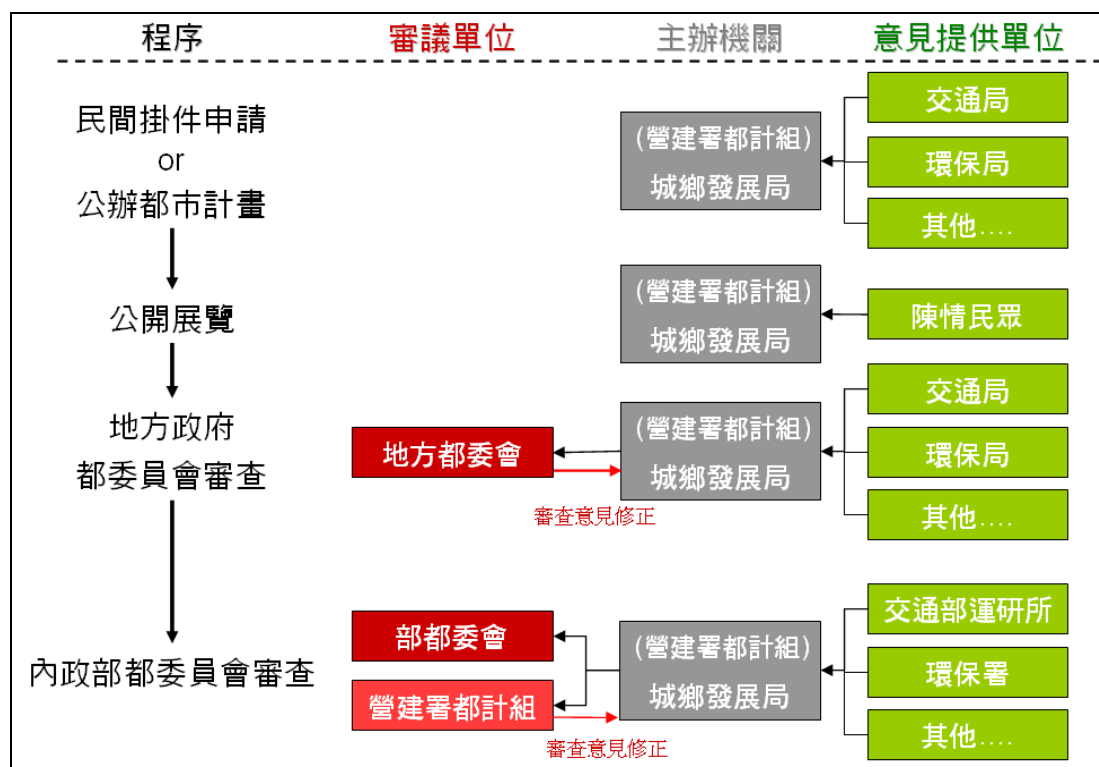 程序
審議單位
主辦機關
意見提供單位
民間掛件申請
or
公辦都市計畫
(營建署都計組)
城鄉發展局
交通局
環保局
其他....
公開展覽
(營建署都計組)
城鄉發展局
陳情民眾
地方政府
都委員會審查
地方都委會
審查意見修正
(營建署都計組)
城鄉發展局
交通局
環保局
其他....
內政部都委員會審查
部都委會
營建署都計組
審查意見修正
(營建署都計組)
城鄉發展局
交通部運研所
環保署
其他....